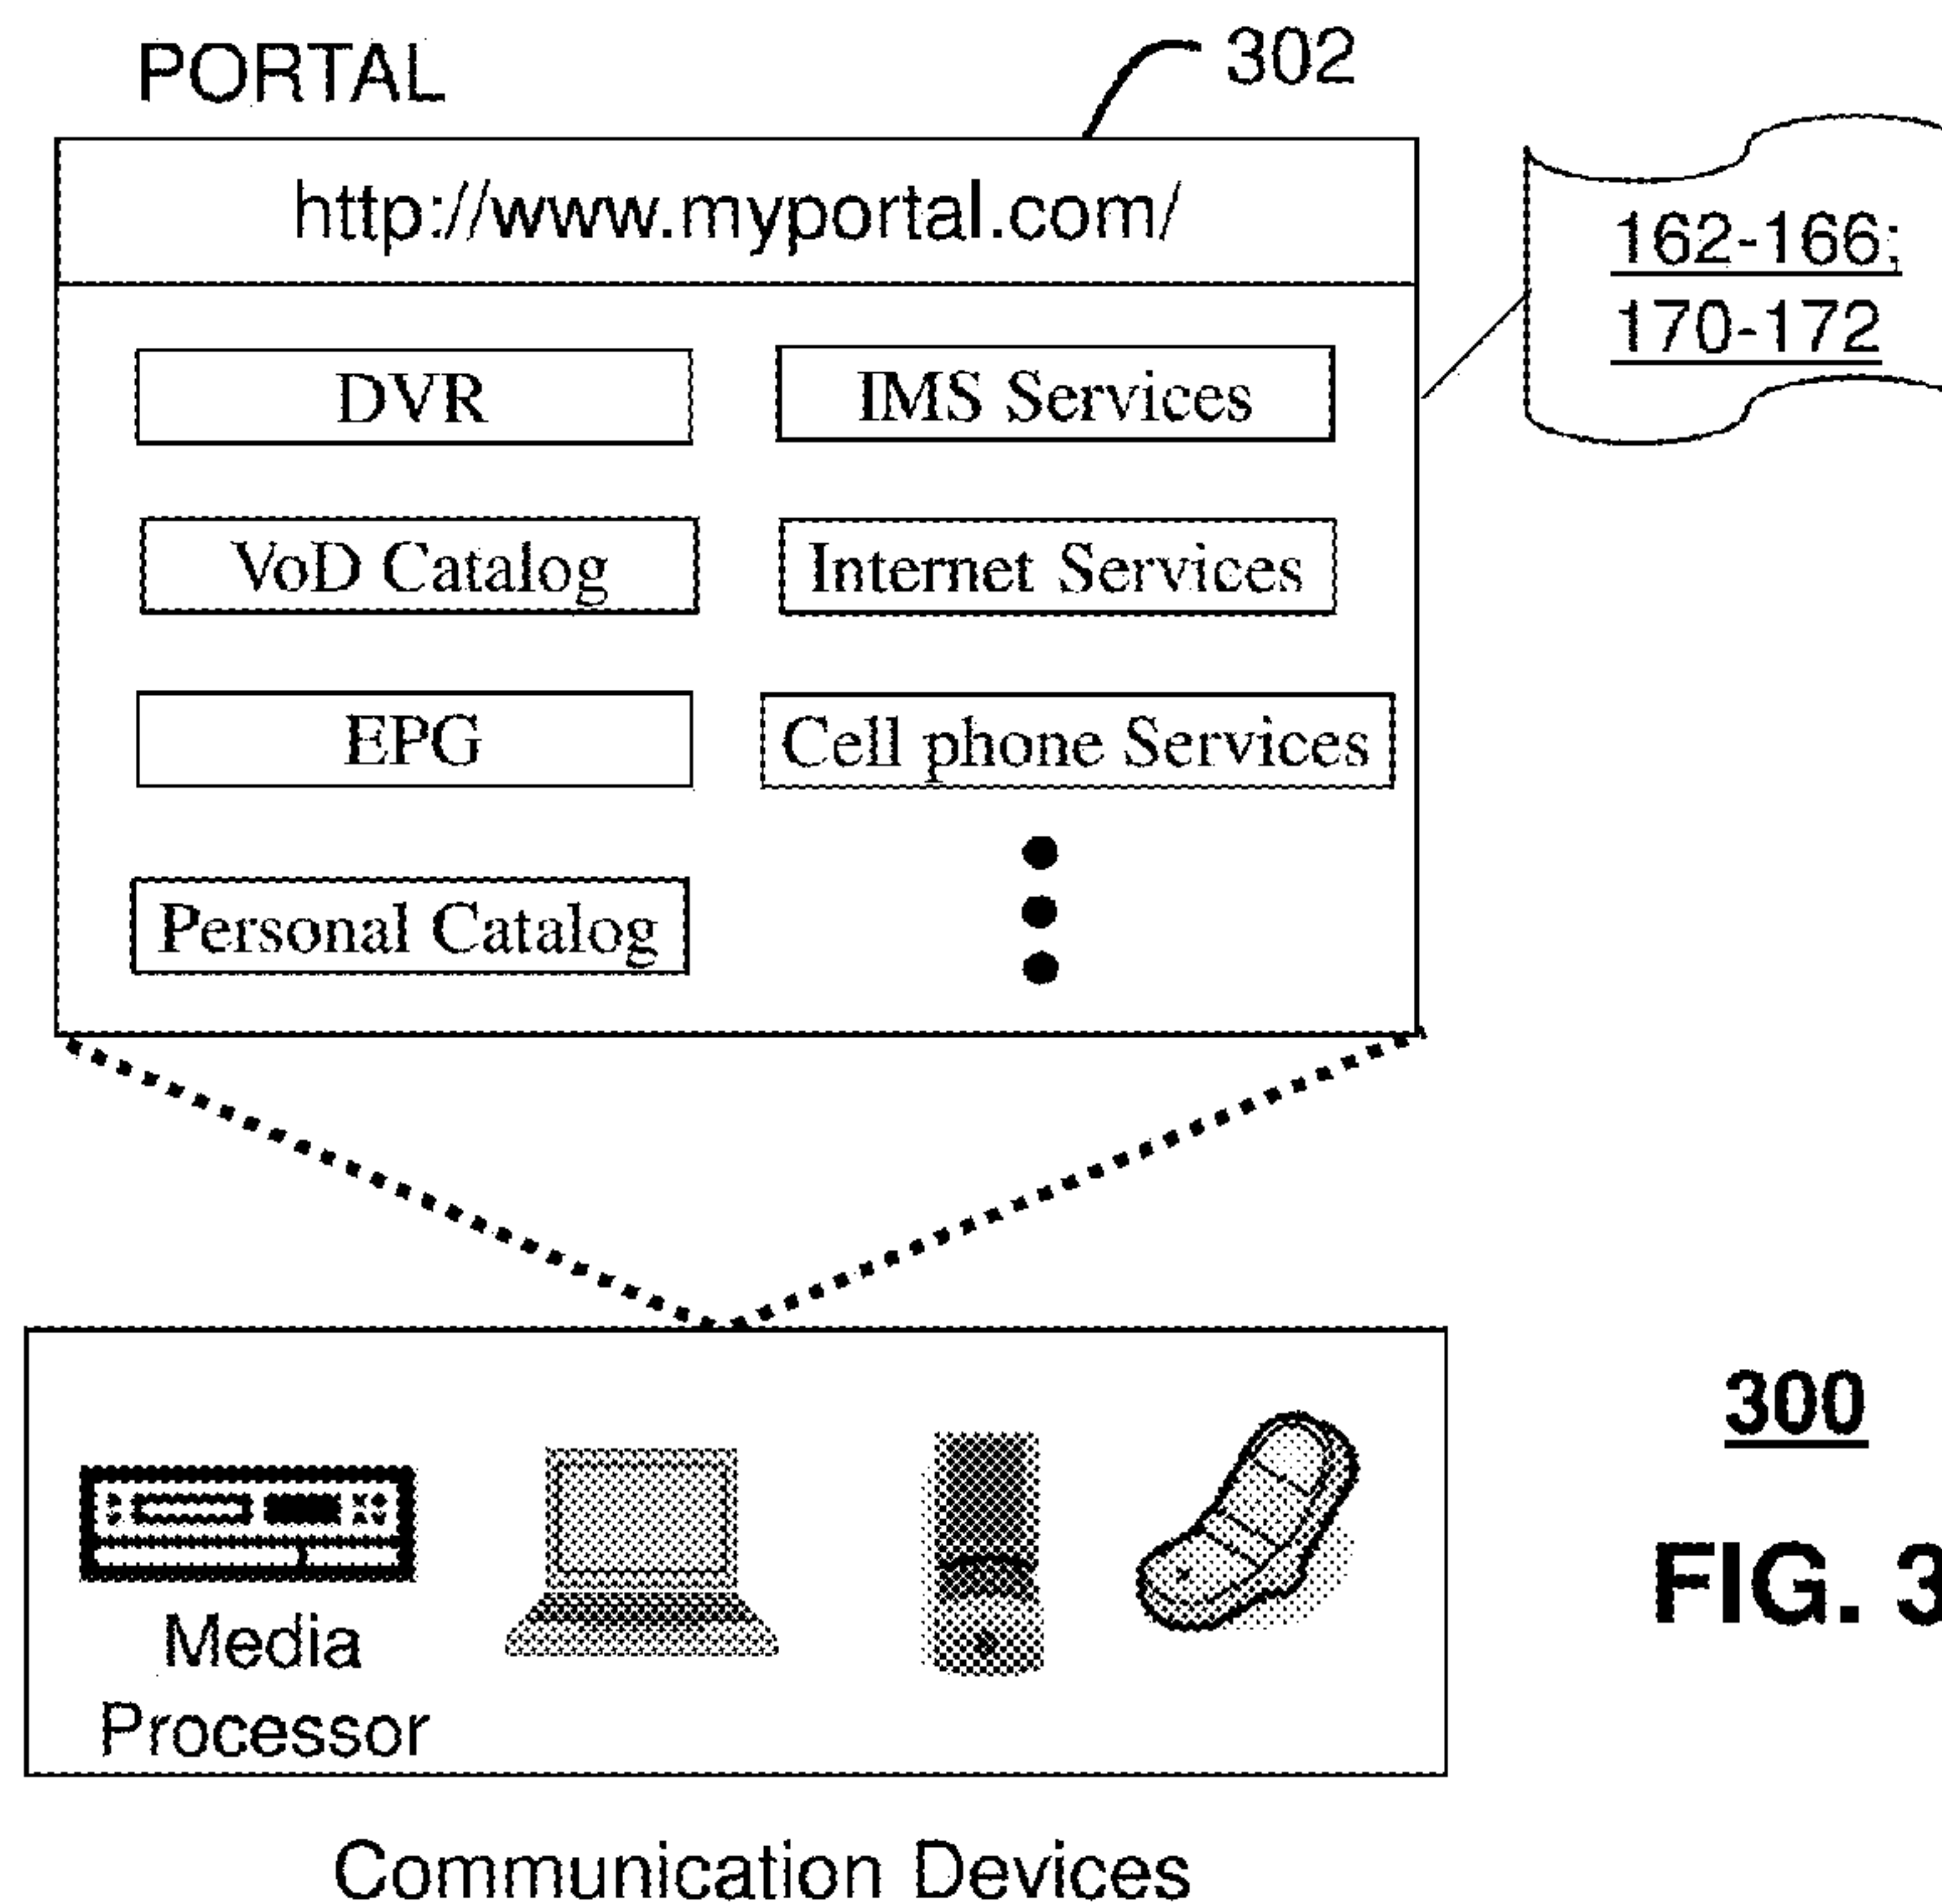 PORTAL
302
http://www.myportal.com/
162-166;
170-172
DVR
IMS Services
VoD Catalog
Internet Services
EPG
Cell phone Services
Personal Catalog
300
FIG. 3
Media
Processor
Communication Devices